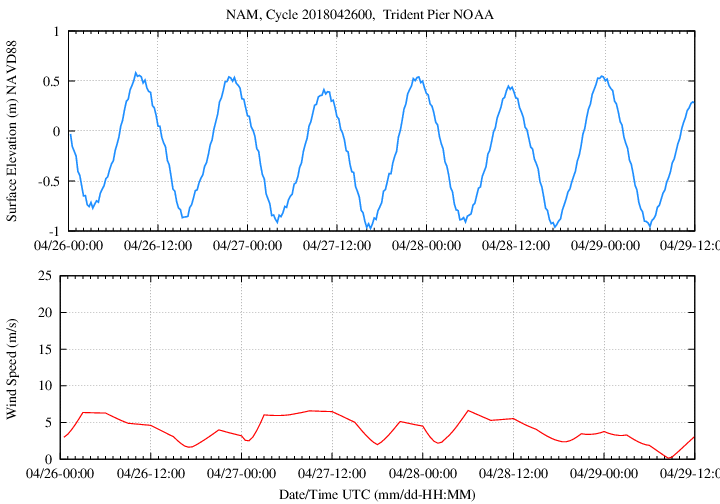 NAM, Cycle 2018042600,  Trident Pier NOAA
Surface Elevation (m) NAVD88
1
0.5
0
-0.5
-1
04/26-00:00 04/26-12:00 04/27-00:00 04/27-12:00 04/28-00:00 04/28-12:00 04/29-00:00 04/29-12:0
Wind Speed (m/s)
25
20
15
10
5
0
04/26-00:00 04/26-12:00 04/27-00:00 04/27-12:00 04/28-00:00 04/28-12:00 04/29-00:00 04/29-12:0
Date/Time UTC (mm/dd-HH:MM)